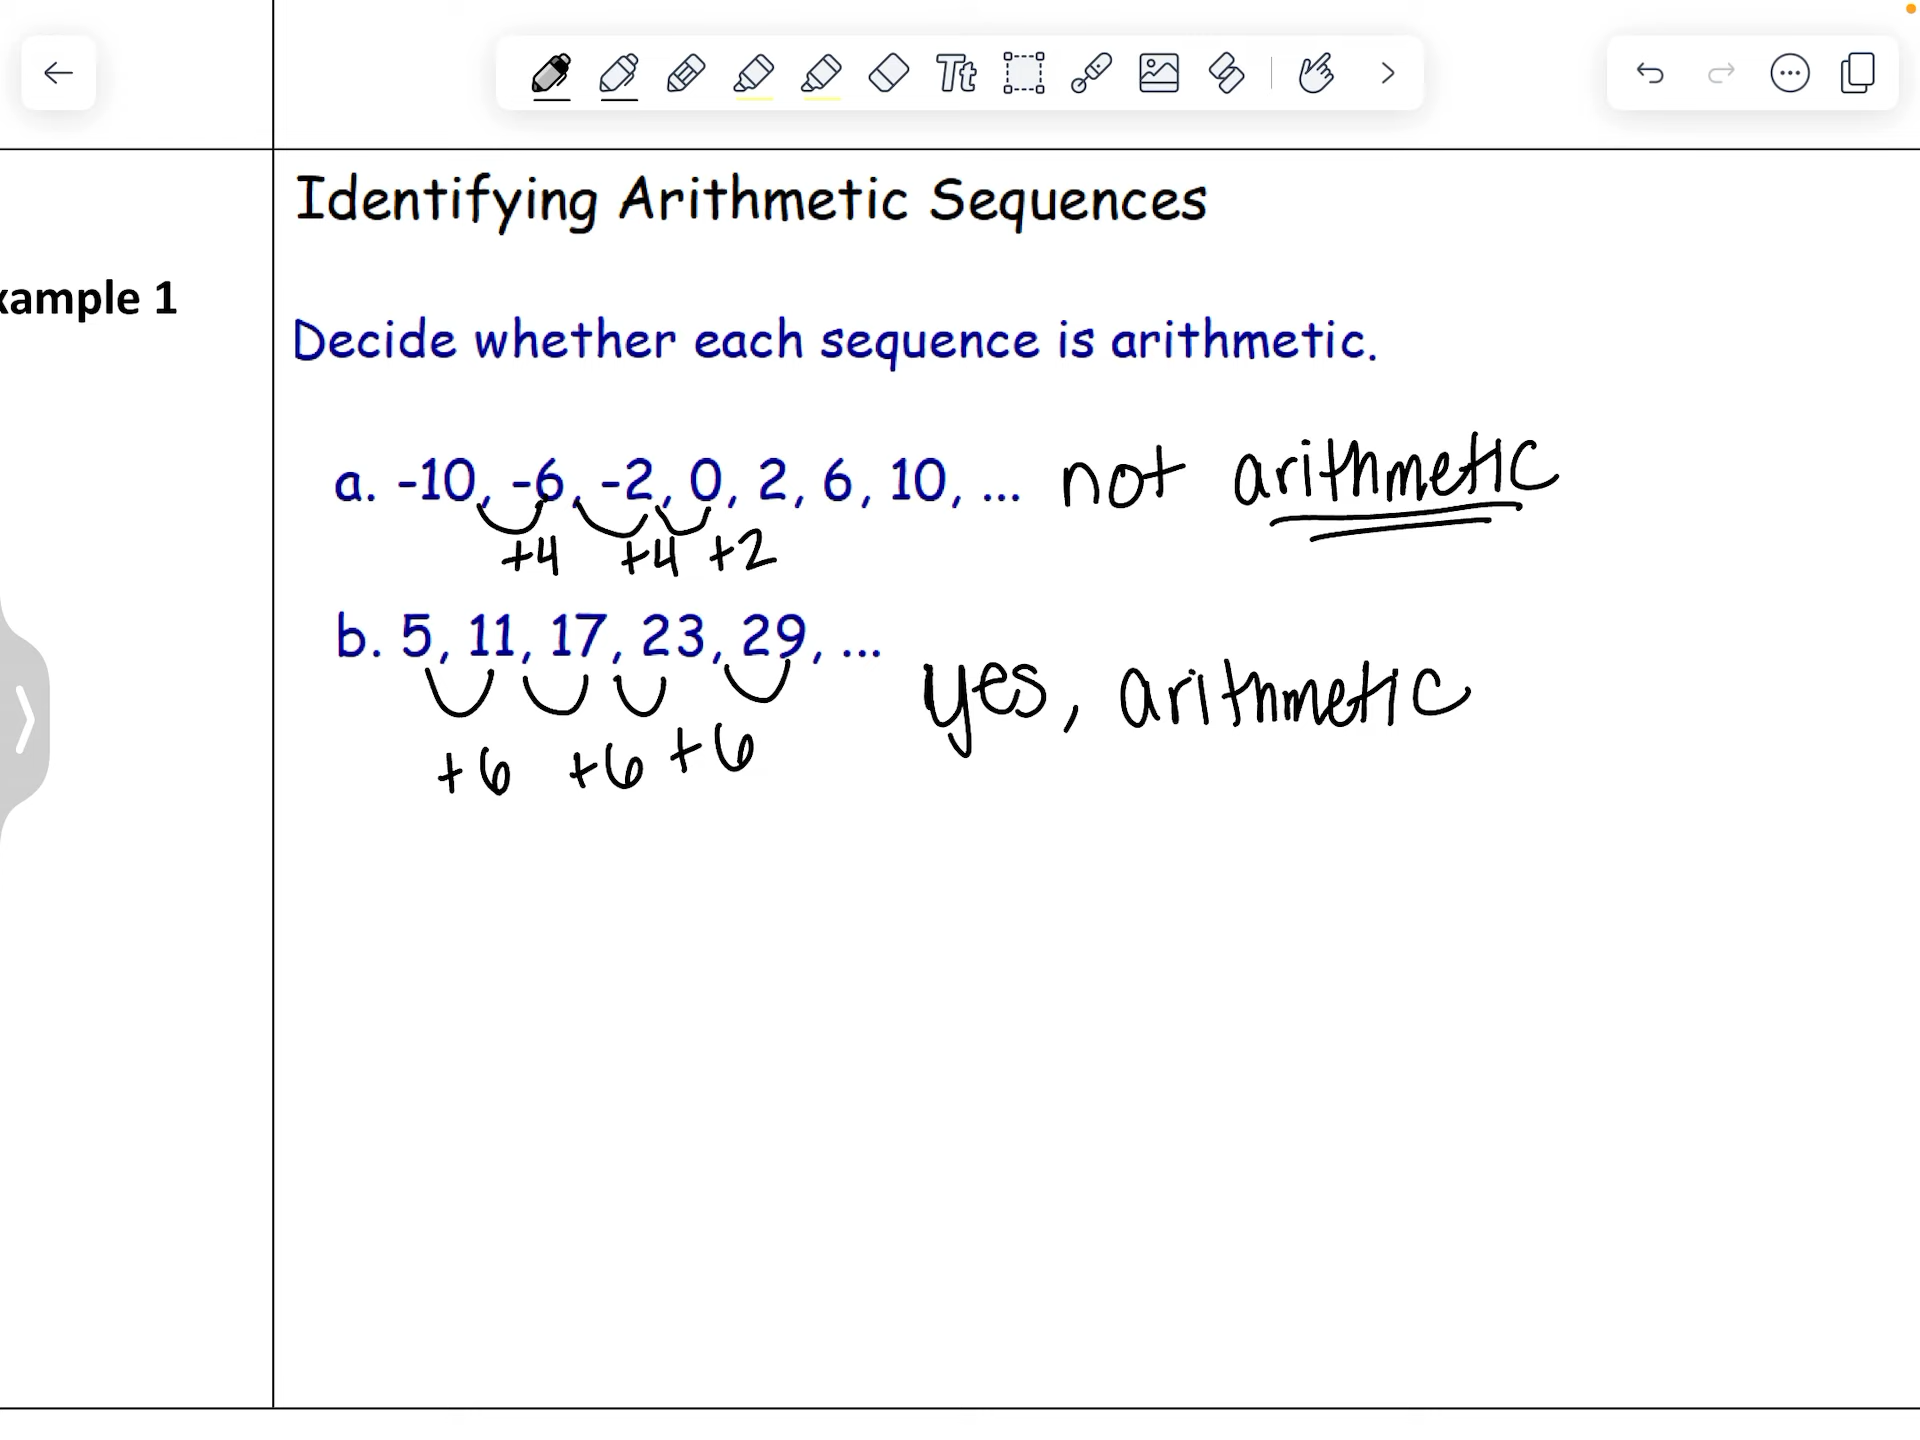 Tt
Identifying Arithmetic Sequences
xample 1
Decide whether each sequence is arithmetic.
a. -10, -6, -2, 0, 2, 6, 10, ... not arithmetic
+4 +4 +2
b. 5, 11, 17, 23, 29, ...
yes, arithmetic
+6 +6 +6